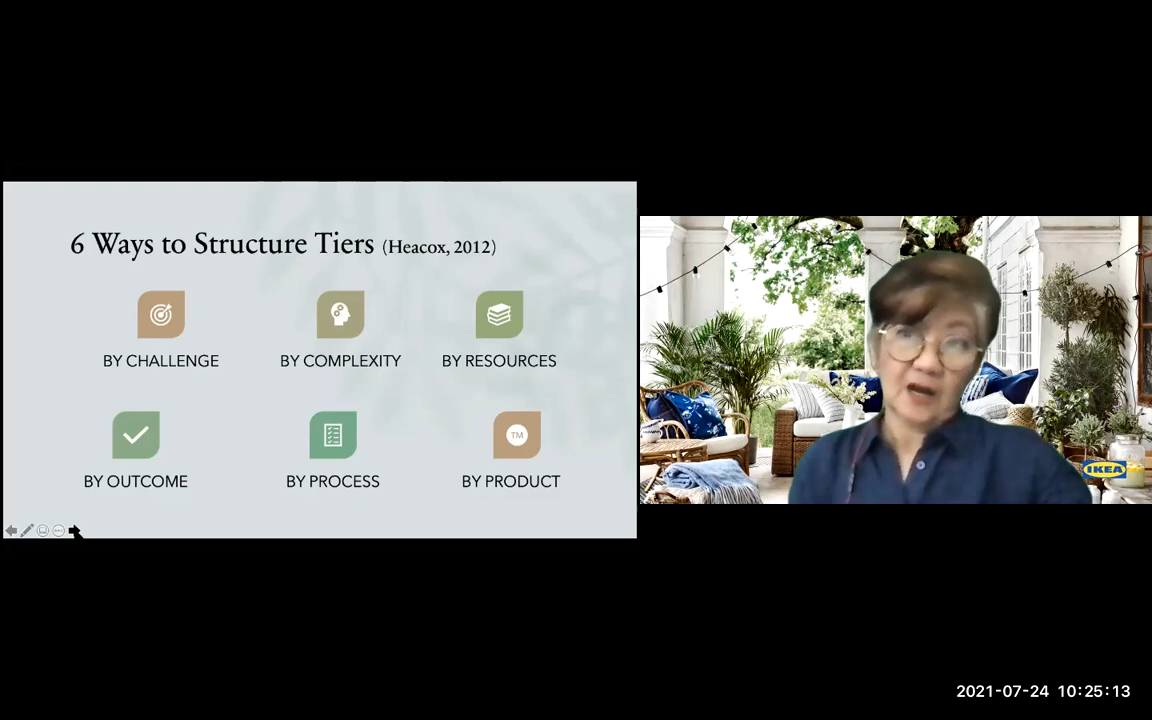 6 Ways to Structure Tiers (Heacox, 2012)
BY CHALLENGE
BY COMPLEXITY
BY RESOURCES
TM
BY OUTCOME
BY PROCESS
BY PRODUCT
IKEA
2021-07-24 10:25:13